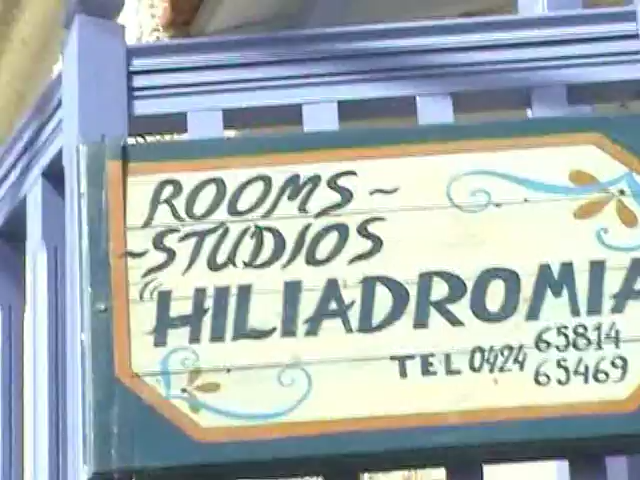 ROOMS~
~STUDIOS
"HILIADROMIA
TEL 0424 65814
65469